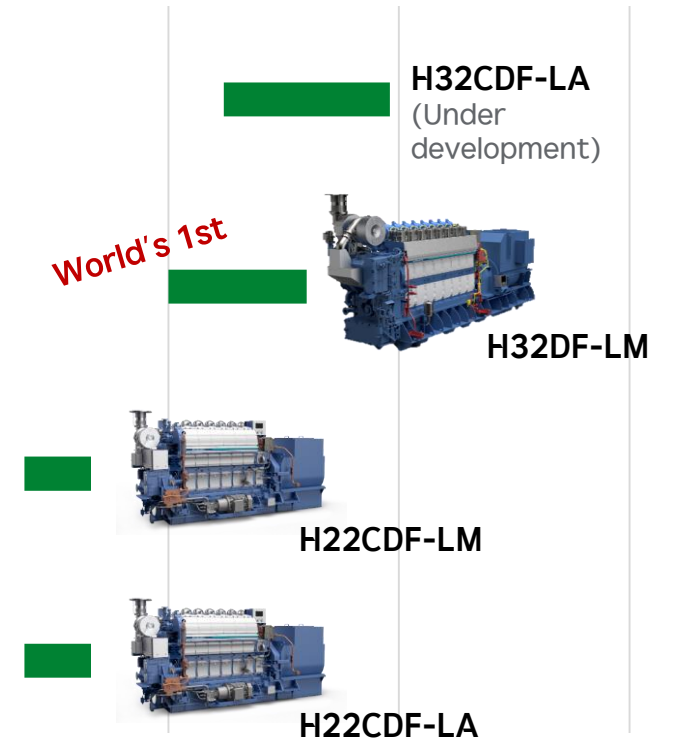 H32CDF-LA
(Under
development)
World's 1st
H32DF-LM
H22CDF-LM
H22CDF-LA